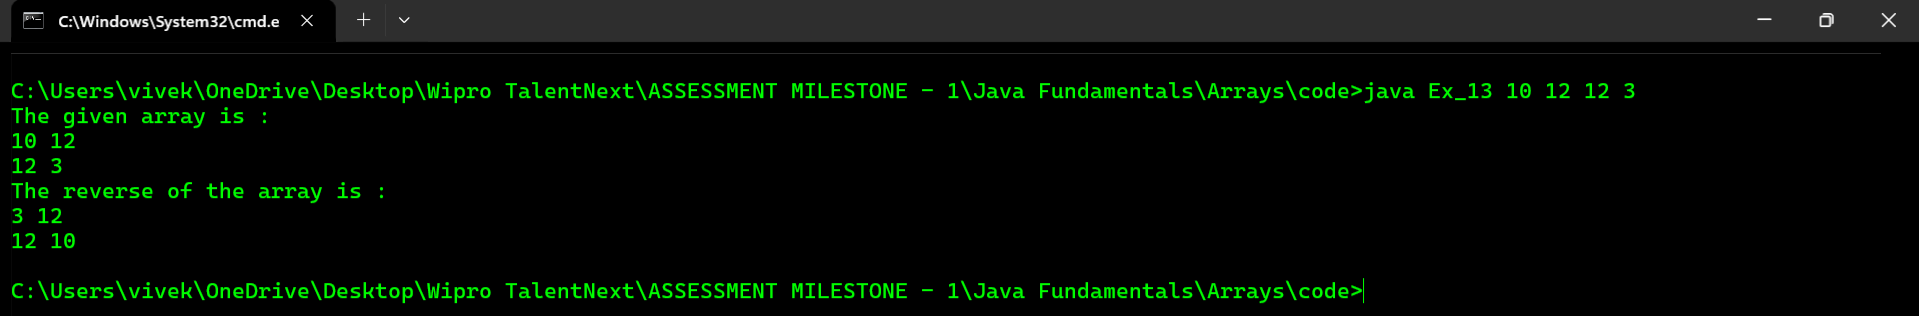 C:\Windows\System32\cmd.e
C:\Users\vivek\OneDrive\Desktop\Wipro TalentNext\ASSESSMENT MILESTONE - 1\Java Fundamentals\Arrays\code>java Ex_13 10 12 12 3
The given array is :
10 12
12 3
The reverse of the array is :
3 12
12 10
C:\Users\vivek\OneDrive\Desktop\Wipro TalentNext\ASSESSMENT MILESTONE - 1\Java Fundamentals\Arrays\code>